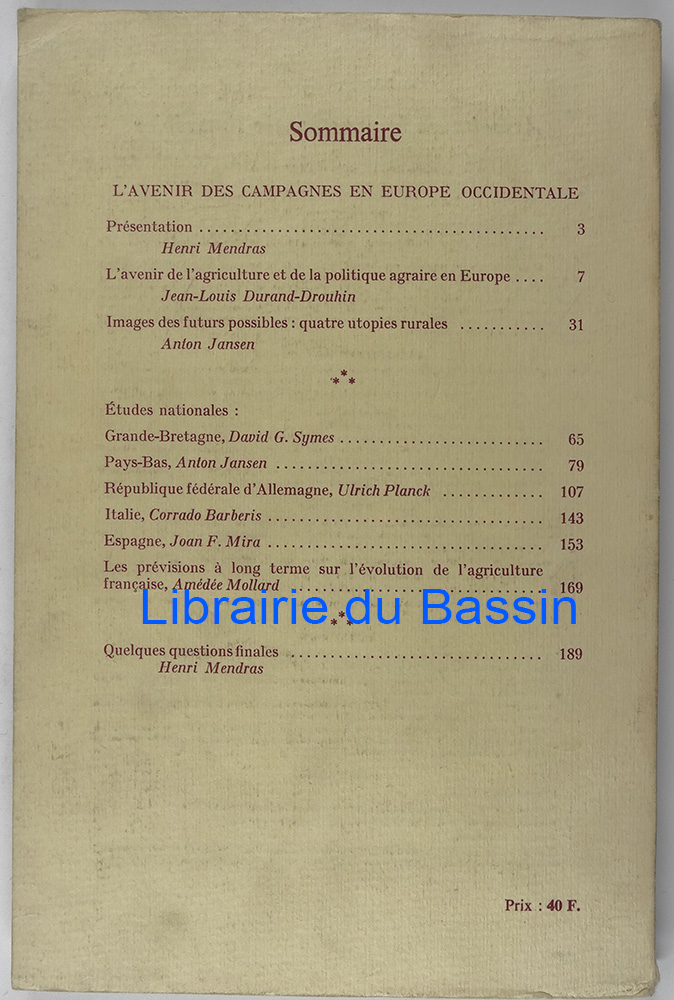 Sommaire
L'AVENIR DES CAMPAGNES EN EUROPE OCCIDENTALE
Présentation ............................................ 3
Henri Mendras
L'avenir de l'agriculture et de la politique agraire en Europe .... 7
Jean-Louis Durand-Drouhin
Images des futurs possibles : quatre utopies rurales ........... 31
Anton Jansen
***
Études nationales :
Grande-Bretagne, David G. Symes .......................... 65
Pays-Bas, Anton Jansen .................................. 79
République fédérale d'Allemagne, Ulrich Planck ............. 107
Italie, Corrado Barberis .................................... 143
Espagne, Joan F. Mira .................................... 153
Les prévisions à long terme sur l'évolution de l'agriculture
française, Amédée Mollard ................................ 169
Librairie du Bassin
***
Quelques questions finales ................................ 189
Henri Mendras
Prix : 40 F.